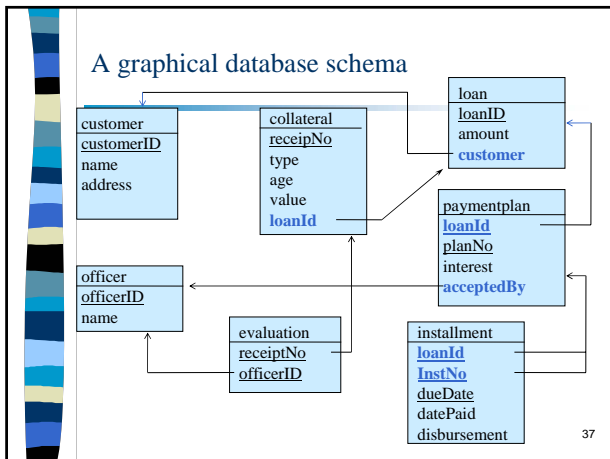 A graphical database schema
customer
customerID
name
address
collateral
receipNo
type
age
value
loanId
loan
loanID
amount
customer
paymentplan
loanId
planNo
interest
acceptedBy
officer
officerID
name
evaluation
receiptNo
officerID
installment
loanId
InstNo
dueDate
datePaid
disbursement
37